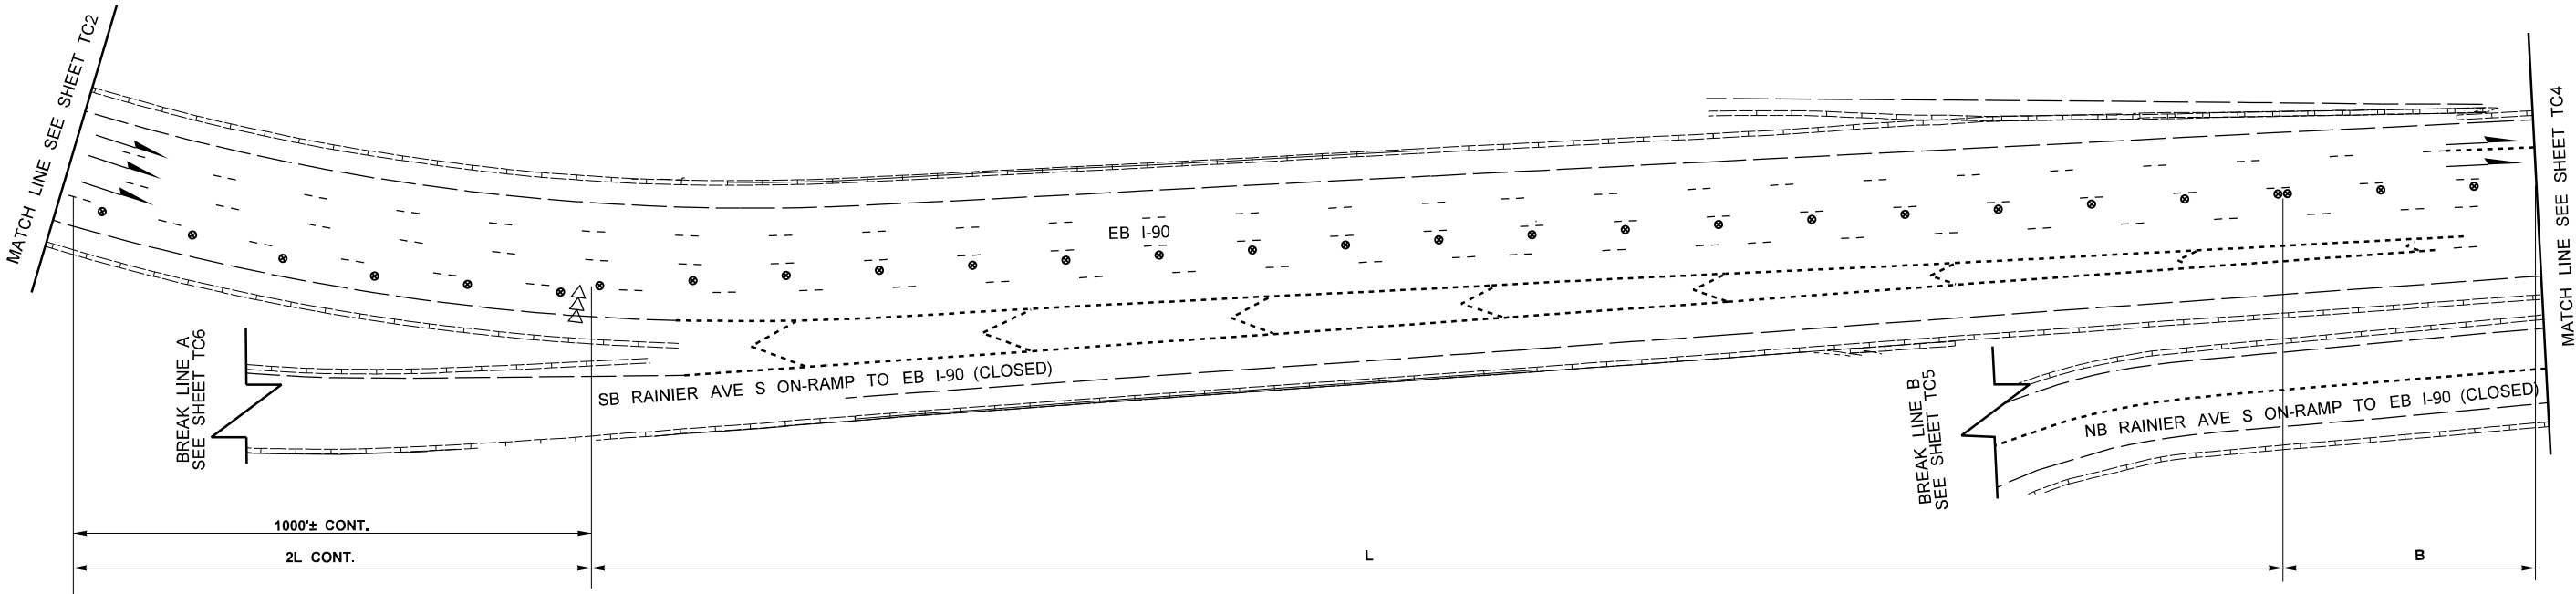 MATCH LINE SEE SHEET TC2
EB I-90
MATCH LINE SEE SHEET TC4
BREAK LINE A
SEE SHEET TC6
SB RAINIER AVE S ON-RAMP TO EB I-90 (CLOSED)
BREAK LINE B
SEE SHEET TC5
NB RAINIER AVE S ON-RAMP TO EB I-90 (CLOSED)
1000'± CONT.
2L CONT.
L
B